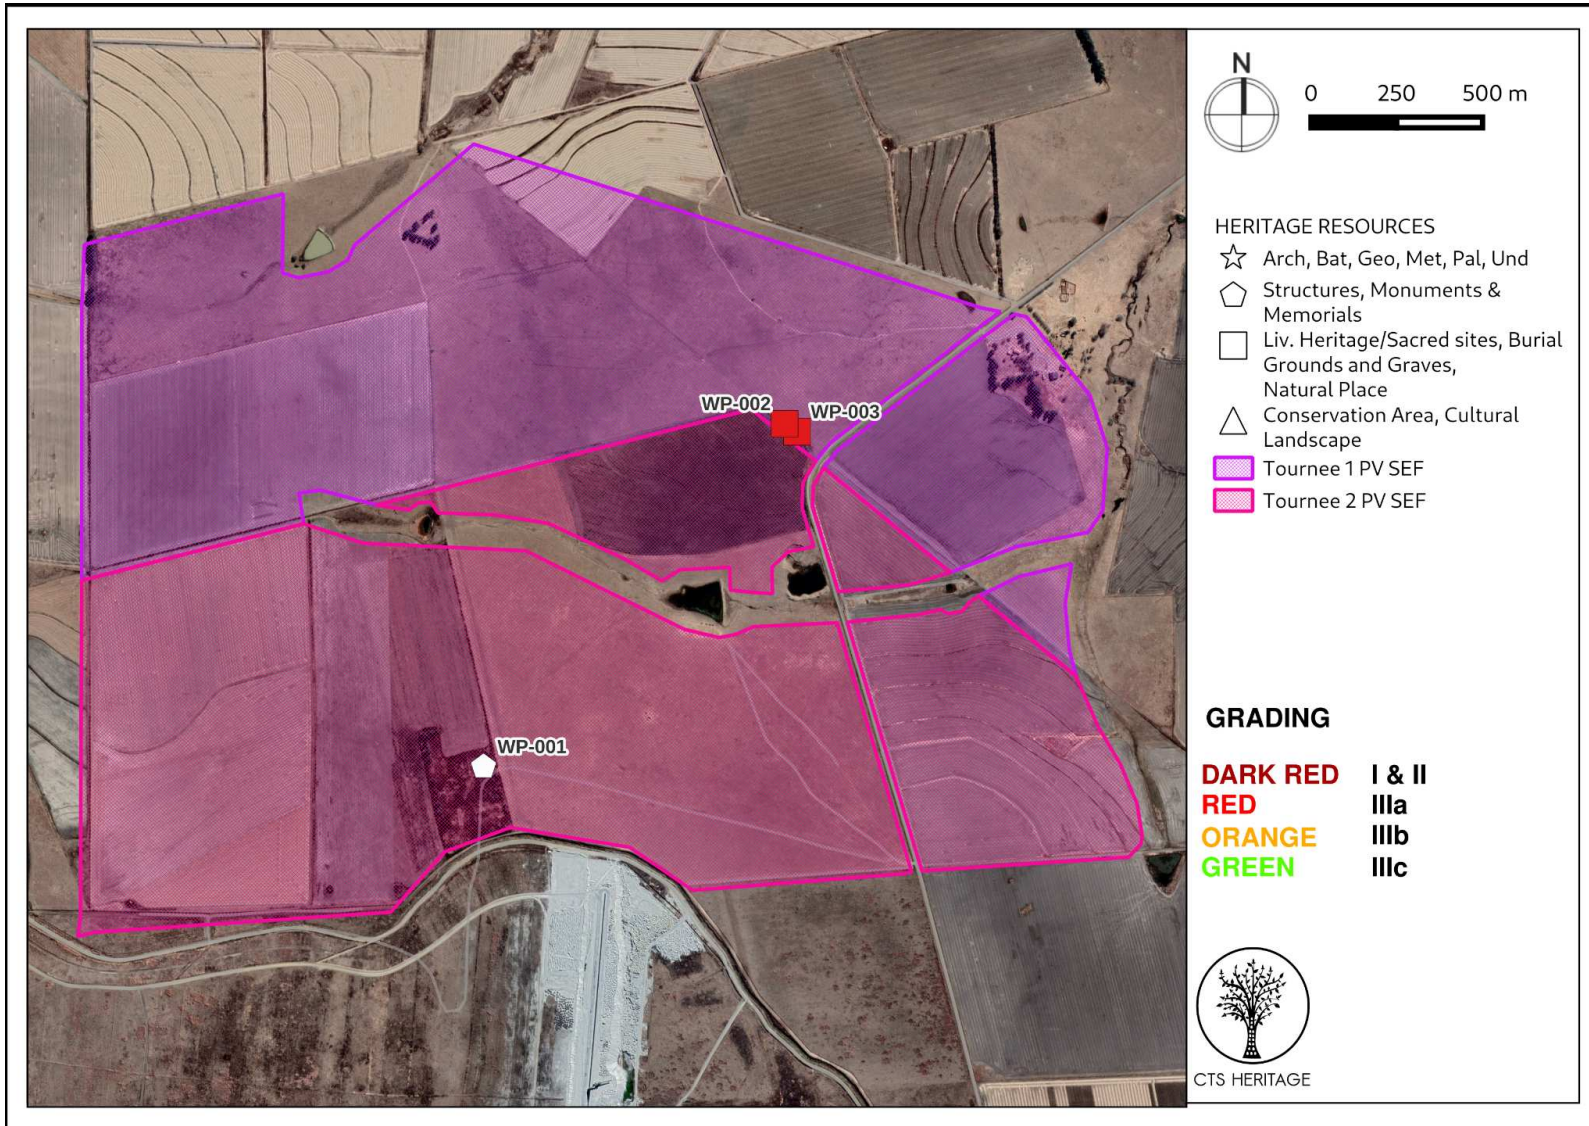 N
0 250 500 m
HERITAGE RESOURCES
Arch, Bat, Geo, Met, Pal, Und
Structures, Monuments &
Memorials
Liv. Heritage/Sacred sites, Burial
Grounds and Graves,
Natural Place
Conservation Area, Cultural
Landscape
Tournee 1 PV SEF
Tournee 2 PV SEF
WP-002
WP-003
WP-001
GRADING
DARK RED I & II
RED IIIa
ORANGE IIIb
GREEN IIIc
CTS HERITAGE